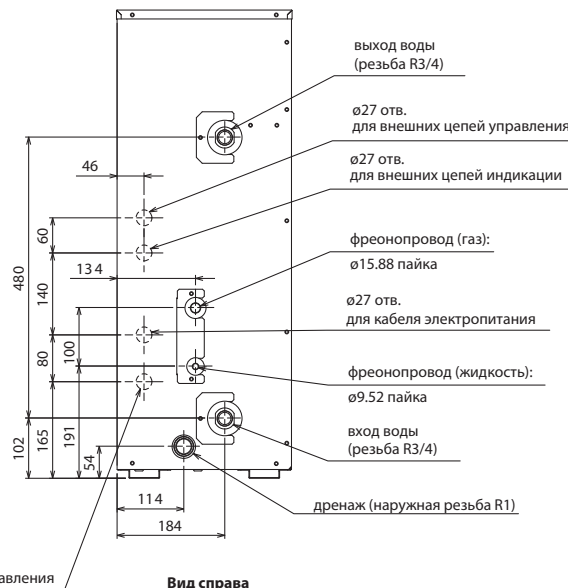 выход воды
(резьба R3/4)
ø27 отв.
для внешних цепей управления
46
ø27 отв.
для внешних цепей индикации
60
134
фреонопровод (газ):
ø15.88 пайка
480
140
100
ø27 отв.
для кабеля электропитания
80
фреонопровод (жидкость):
ø9.52 пайка
102
165
191
54
вход воды
(резьба R3/4)
114
дренаж (наружная резьба R1)
184
авления
Вид справа